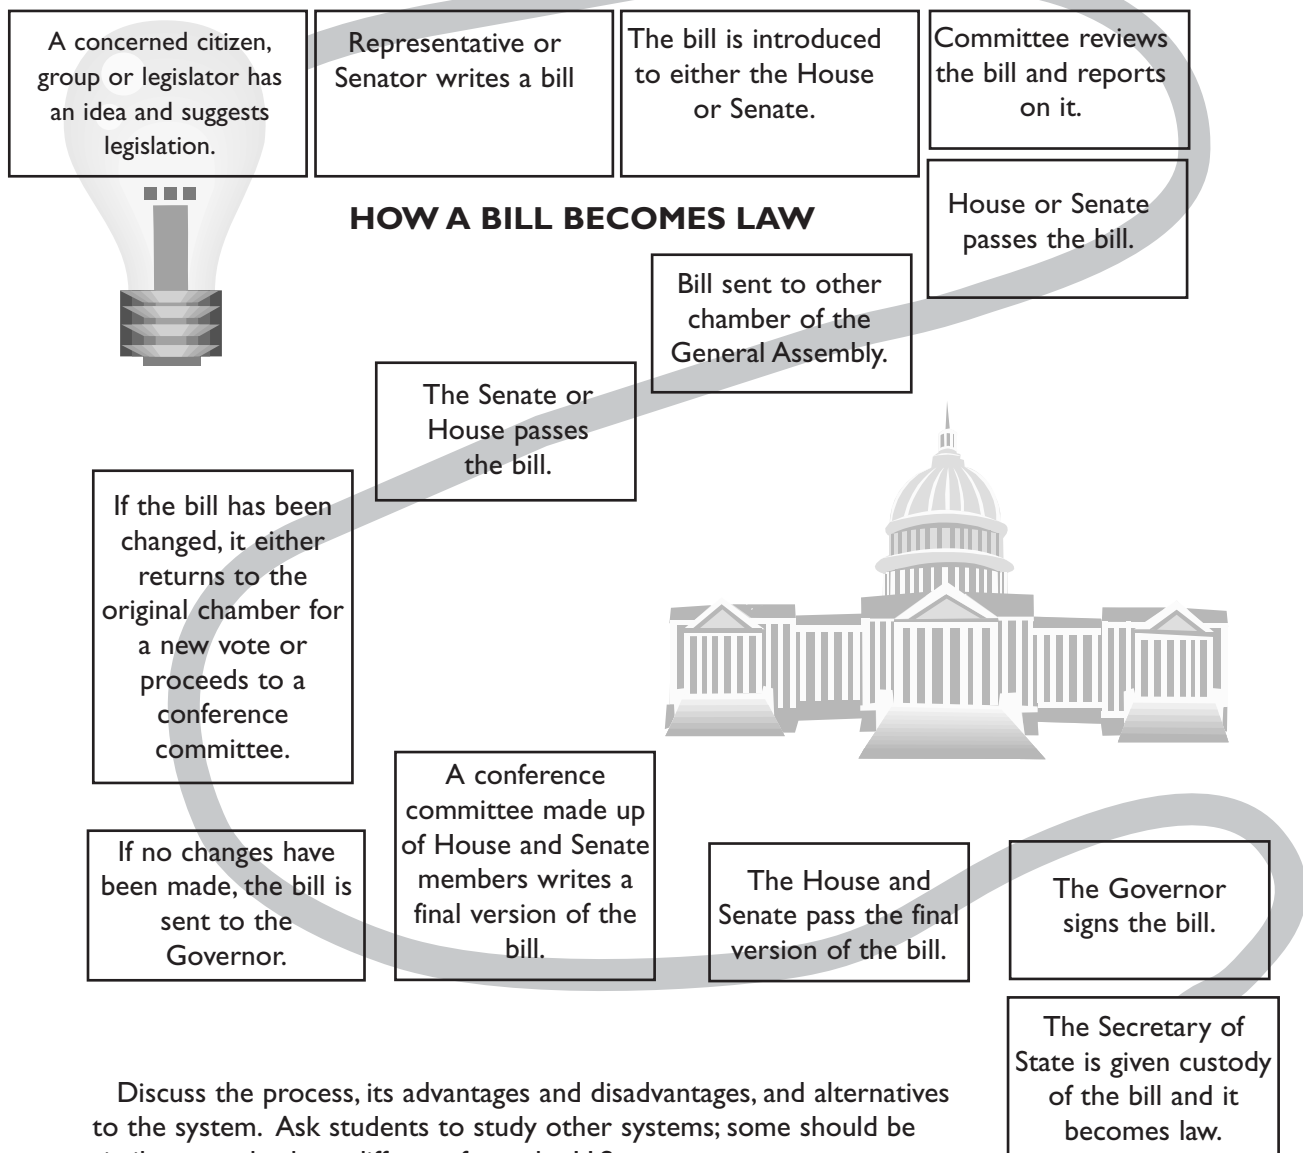 A concerned citizen,
group or legislator has
an idea and suggests
legislation.
Representative or
Senator writes a bill
The bill is introduced
to either the House
or Senate.
Committee reviews
the bill and reports
on it.
HOW A BILL BECOMES LAW
House or Senate
passes the bill.
Bill sent to other
chamber of the
General Assembly.
The Senate or
House passes
the bill.
If the bill has been
changed, it either
returns to the
original chamber for
a new vote or
proceeds to a
conference
committee.
If no changes have
been made, the bill is
sent to the
Governor.
A conference
committee made up
of House and Senate
members writes a
final version of the
bill.
The House and
Senate pass the final
version of the bill.
The Governor
signs the bill.
The Secretary of
State is given custody
of the bill and it
becomes law.
Discuss the process, its advantages and disadvantages, and alternatives
to the system. Ask students to study other systems; some should be